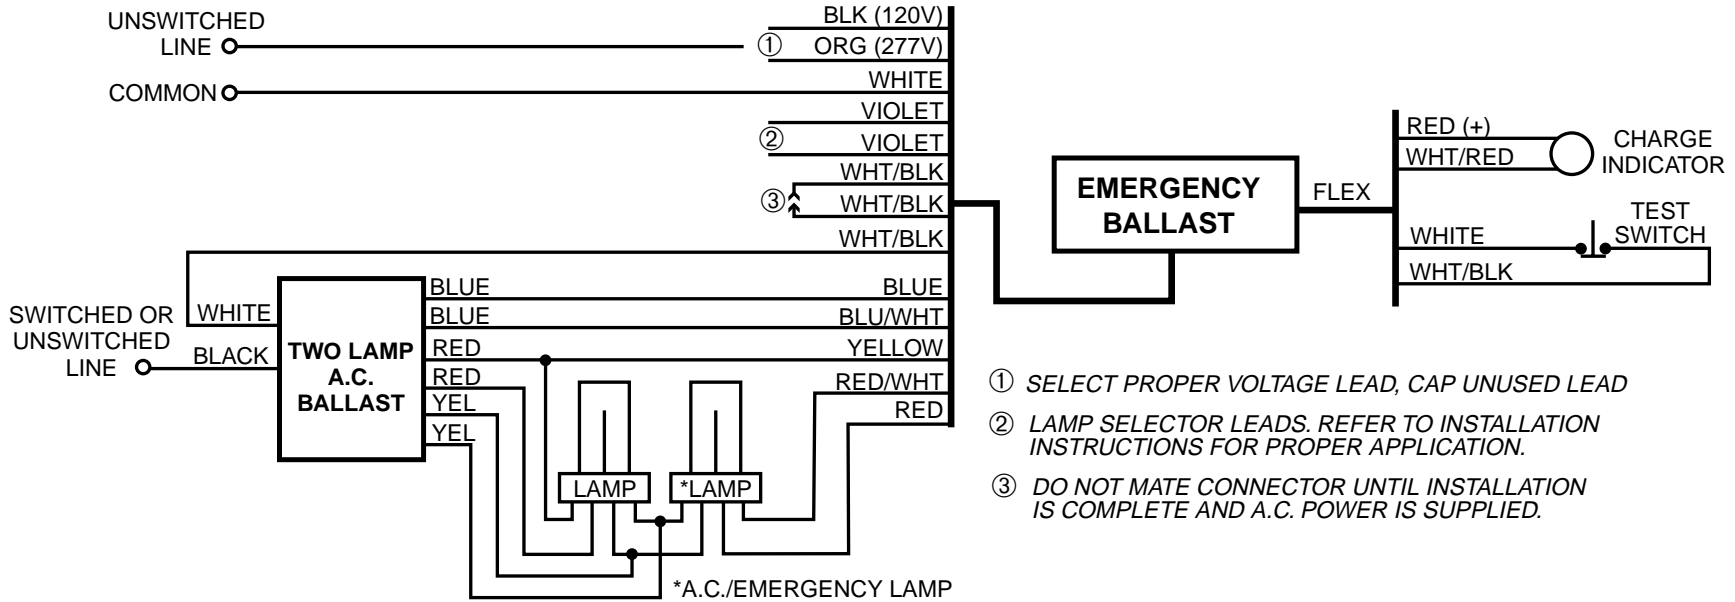 UNSWITCHED
LINE
COMMON
BLK (120V)
① ORG (277V)
WHITE
VIOLET
② VIOLET
WHT/BLK
③ WHT/BLK
WHT/BLK
SWITCHED OR
UNSWITCHED
LINE
WHITE
BLACK
TWO LAMP
A.C.
BALLAST
BLUE
BLUE
RED
RED
YEL
YEL
BLUE
BLU/WHT
YELLOW
RED/WHT
RED
LAMP
*LAMP
*A.C./EMERGENCY LAMP
EMERGENCY
BALLAST
FLEX
RED (+)
WHT/RED
CHARGE
INDICATOR
WHITE
WHT/BLK
TEST
SWITCH
① SELECT PROPER VOLTAGE LEAD, CAP UNUSED LEAD
② LAMP SELECTOR LEADS. REFER TO INSTALLATION
INSTRUCTIONS FOR PROPER APPLICATION.
③ DO NOT MATE CONNECTOR UNTIL INSTALLATION
IS COMPLETE AND A.C. POWER IS SUPPLIED.